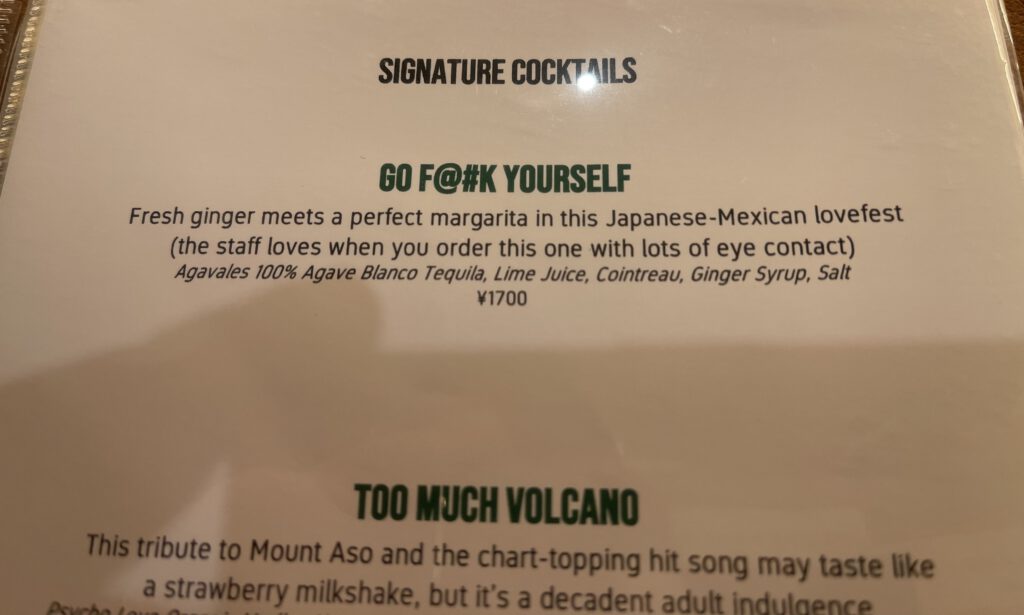 SIGNATURE COCKTAILS
GO F@#K YOURSELF
Fresh ginger meets a perfect margarita in this Japanese-Mexican lovefest
(the staff loves when you order this one with lots of eye contact)
Agavales 100% Agave Blanco Tequila, Lime Juice, Cointreau, Ginger Syrup, Salt
¥1700
TOO MUCH VOLCANO
This tribute to Mount Aso and the chart-topping hit song may taste like
a strawberry milkshake, but it's a decadent adult indulgence
Psycho Love